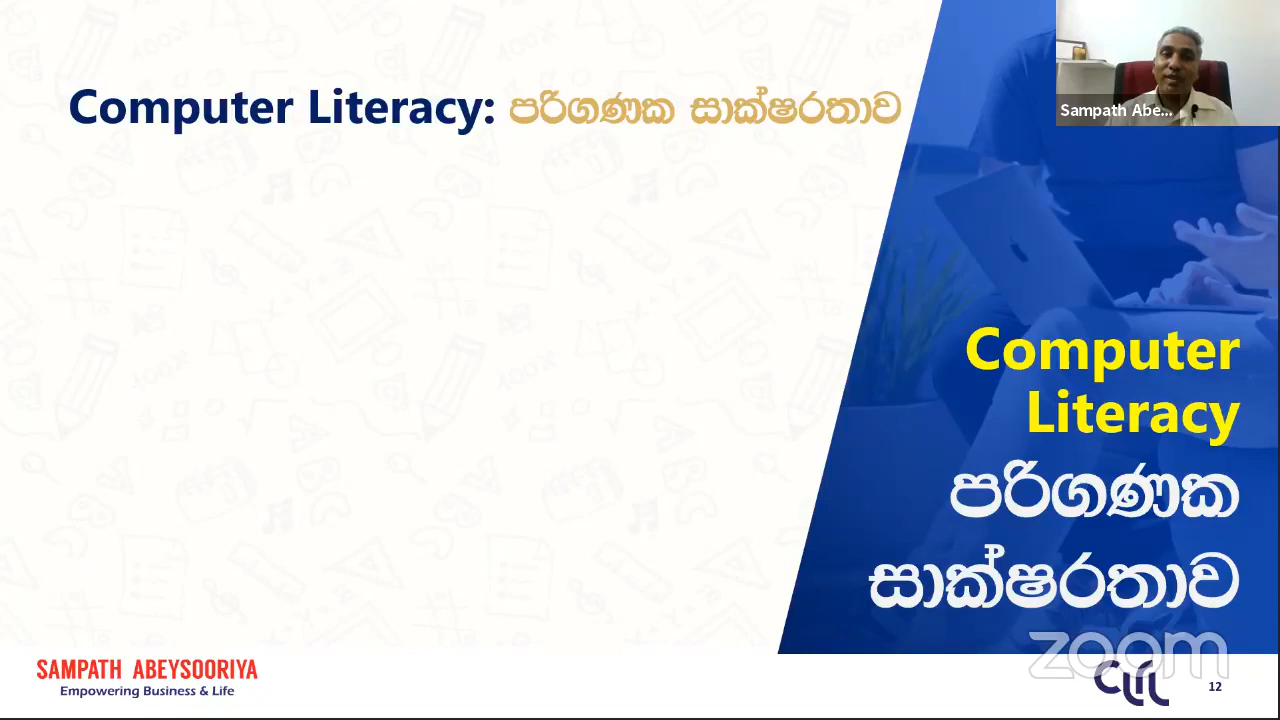 Computer Literacy: පරිගණක සාක්ෂරතාව
Sampath Abe...
Computer
Literacy
පරිගණක
සාක්ෂරතාව
zoom
SAMPATH ABEYSOORIYA
Empowering Business & Life
12